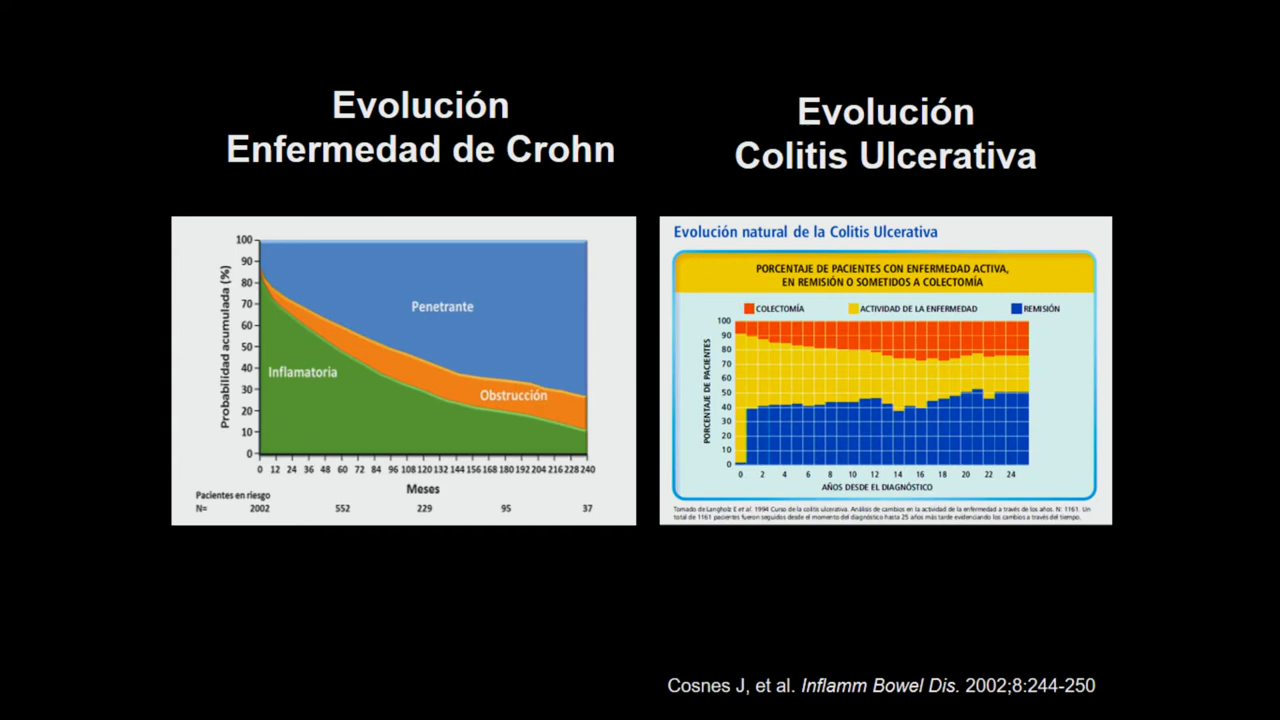 Evolución
Enfermedad de Crohn
Evolución
Colitis Ulcerativa
100
90
80
70
60
50
40
30
20
10
0
Probabilidad acumulada (%)
Penetrante
Inflamatoria
Obstrucción
0 12 24 36 48 60 72 84 96 108 120 132 144 156 168 180 192 204 216 228 240
Meses
Pacientes en riesgo
N= 2002 552 229 95 37
Evolución natural de la Colitis Ulcerativa
PORCENTAJE DE PACIENTES CON ENFERMEDAD ACTIVA,
EN REMISIÓN O SOMETIDOS A COLECTOMÍA
COLECTOMÍA ACTIVIDAD DE LA ENFERMEDAD REMISIÓN
100
90
80
70
60
50
40
30
20
10
0
PORCENTAJE DE PACIENTES
0 2 4 6 8 10 12 14 16 18 20 22 24
AÑOS DESDE EL DIAGNÓSTICO
Tomado de Langholz E et al. 1994 Curso de la colitis ulcerativa. Análisis de cambios en la actividad de la enfermedad a través de los años. N: 1161. Un
total de 1161 pacientes fueron seguidos desde el momento del diagnóstico hasta 25 años más tarde evidenciando los cambios a través del tiempo.
Cosnes J, et al. Inflamm Bowel Dis. 2002;8:244-250